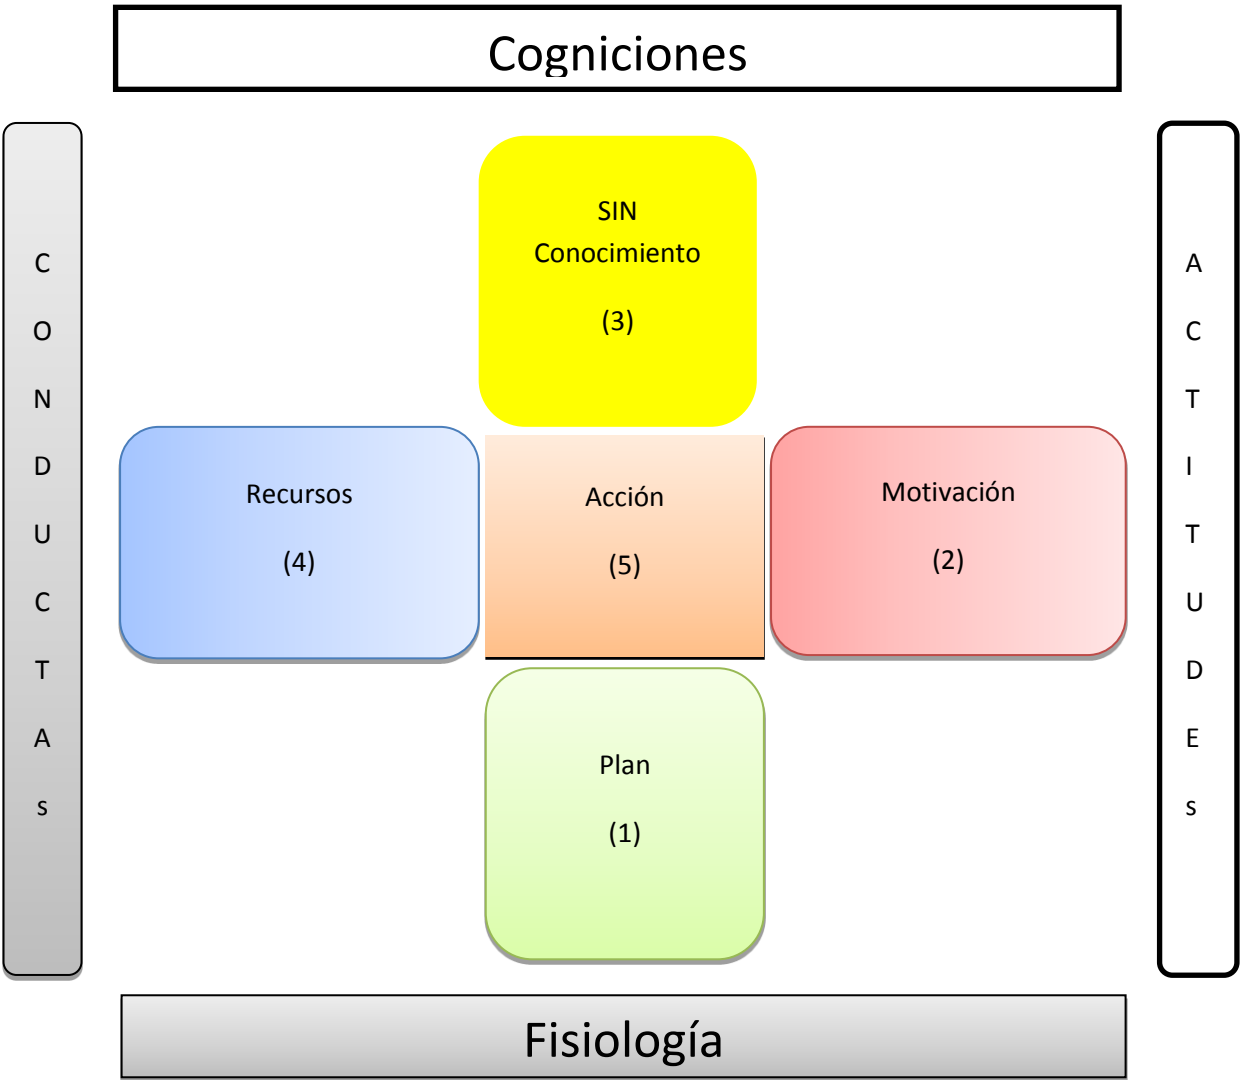 Cogniciones
SIN
Conocimiento
(3)
C
O
N
D
U
C
T
A
s
A
C
T
I
T
U
D
E
s
Recursos
(4)
Acción
(5)
Motivación
(2)
Plan
(1)
Fisiología